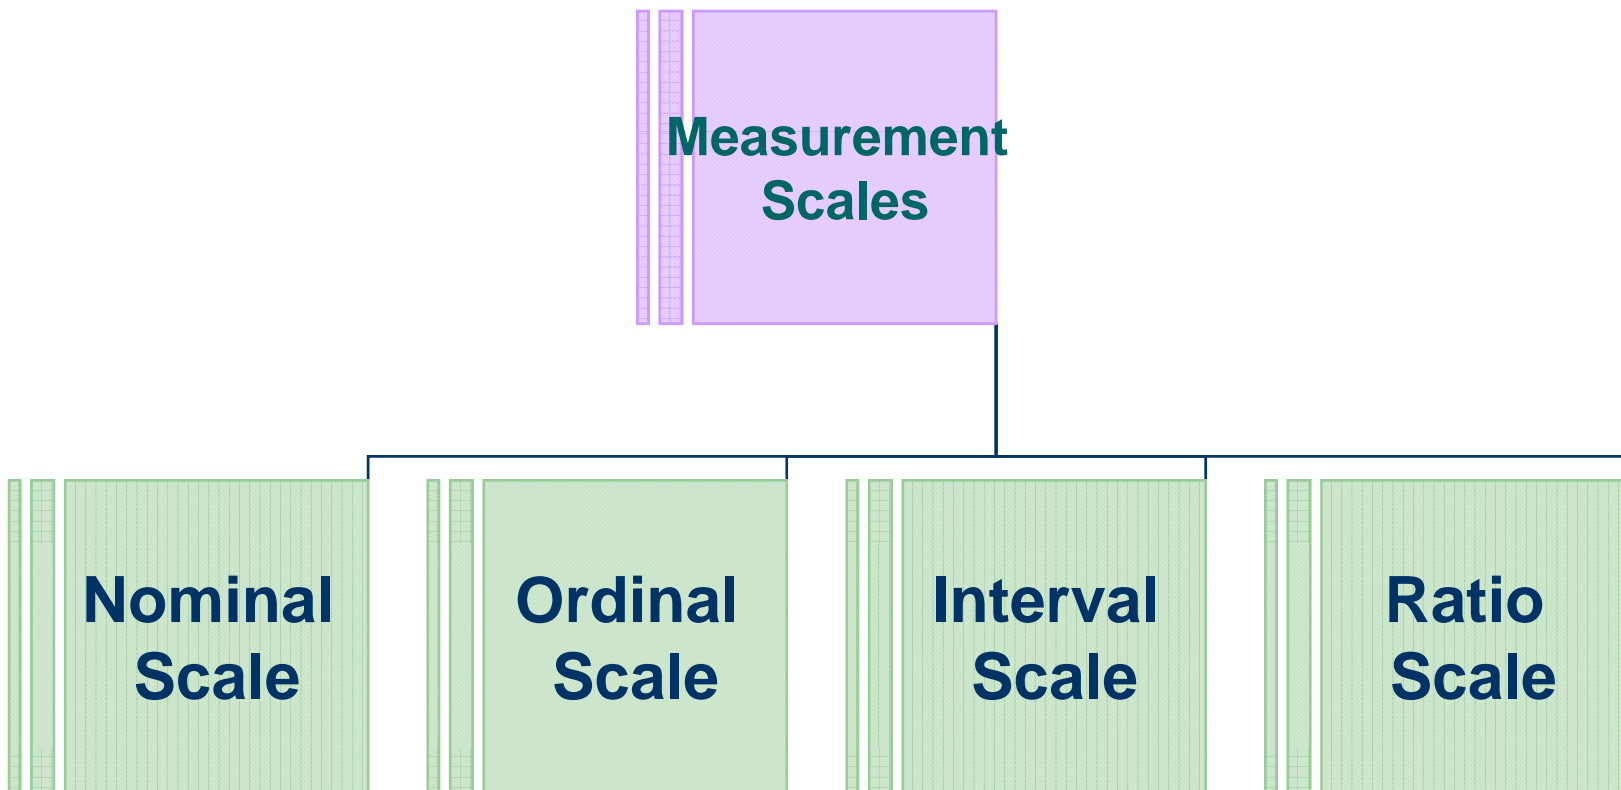 Measurement
Scales
Nominal
Scale
Ordinal
Scale
Interval
Scale
Ratio
Scale